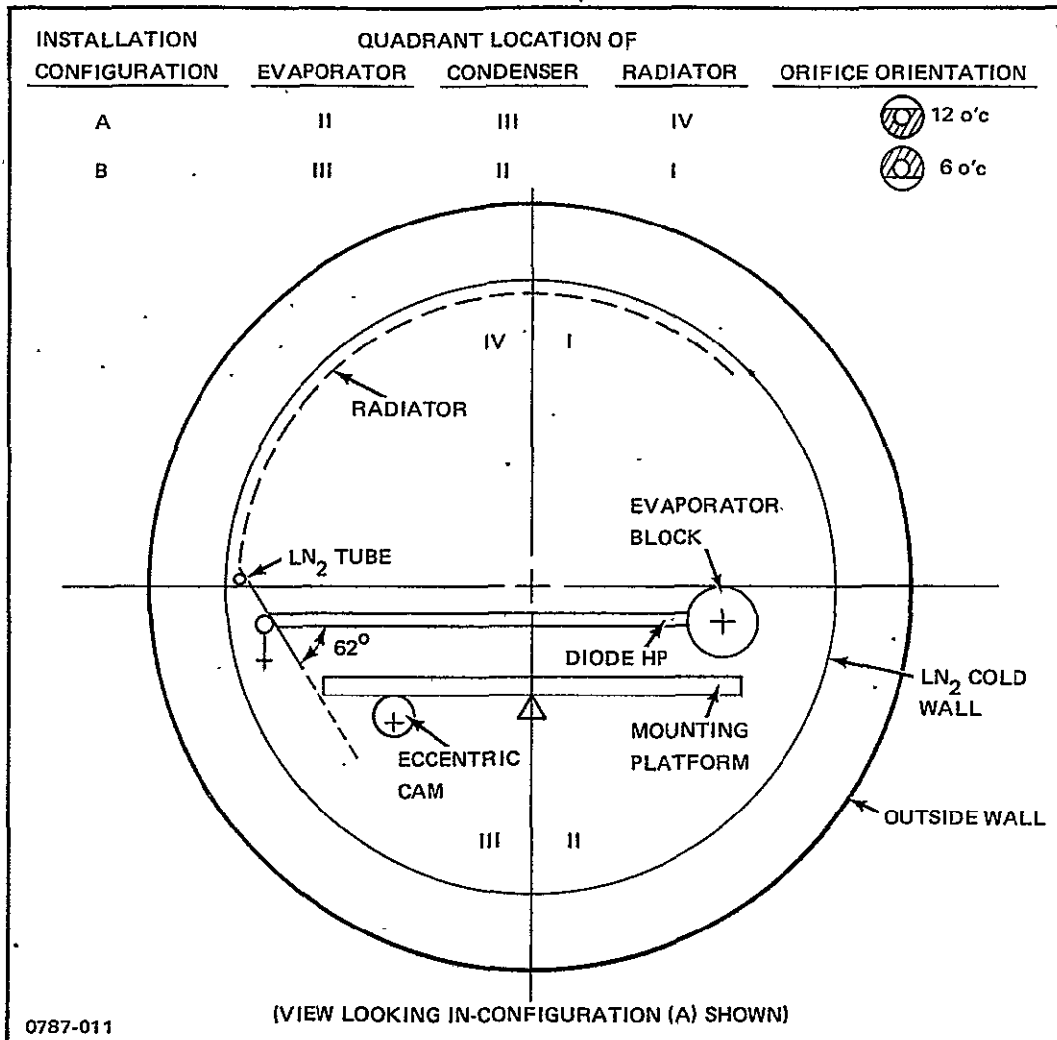 INSTALLATION QUADRANT LOCATION OF
CONFIGURATION EVAPORATOR CONDENSER RADIATOR ORIFICE ORIENTATION
A II III IV 12 o'c
B III II I 6 o'c
IV I
RADIATOR
EVAPORATOR
BLOCK
LN₂ TUBE
62°
DIODE HP
LN₂ COLD
WALL
MOUNTING
PLATFORM
ECCENTRIC
CAM
OUTSIDE WALL
III II
(VIEW LOOKING IN-CONFIGURATION (A) SHOWN)
0787-011